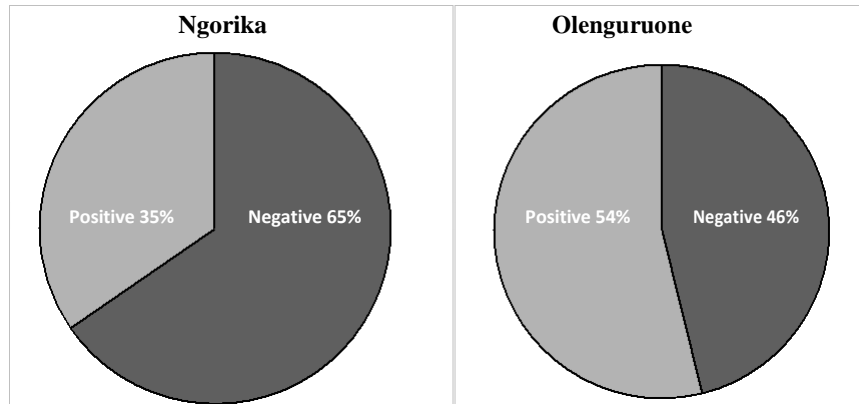 Ngorika
Olenguruone
Positive 35%
Negative 65%
Positive 54%
Negative 46%